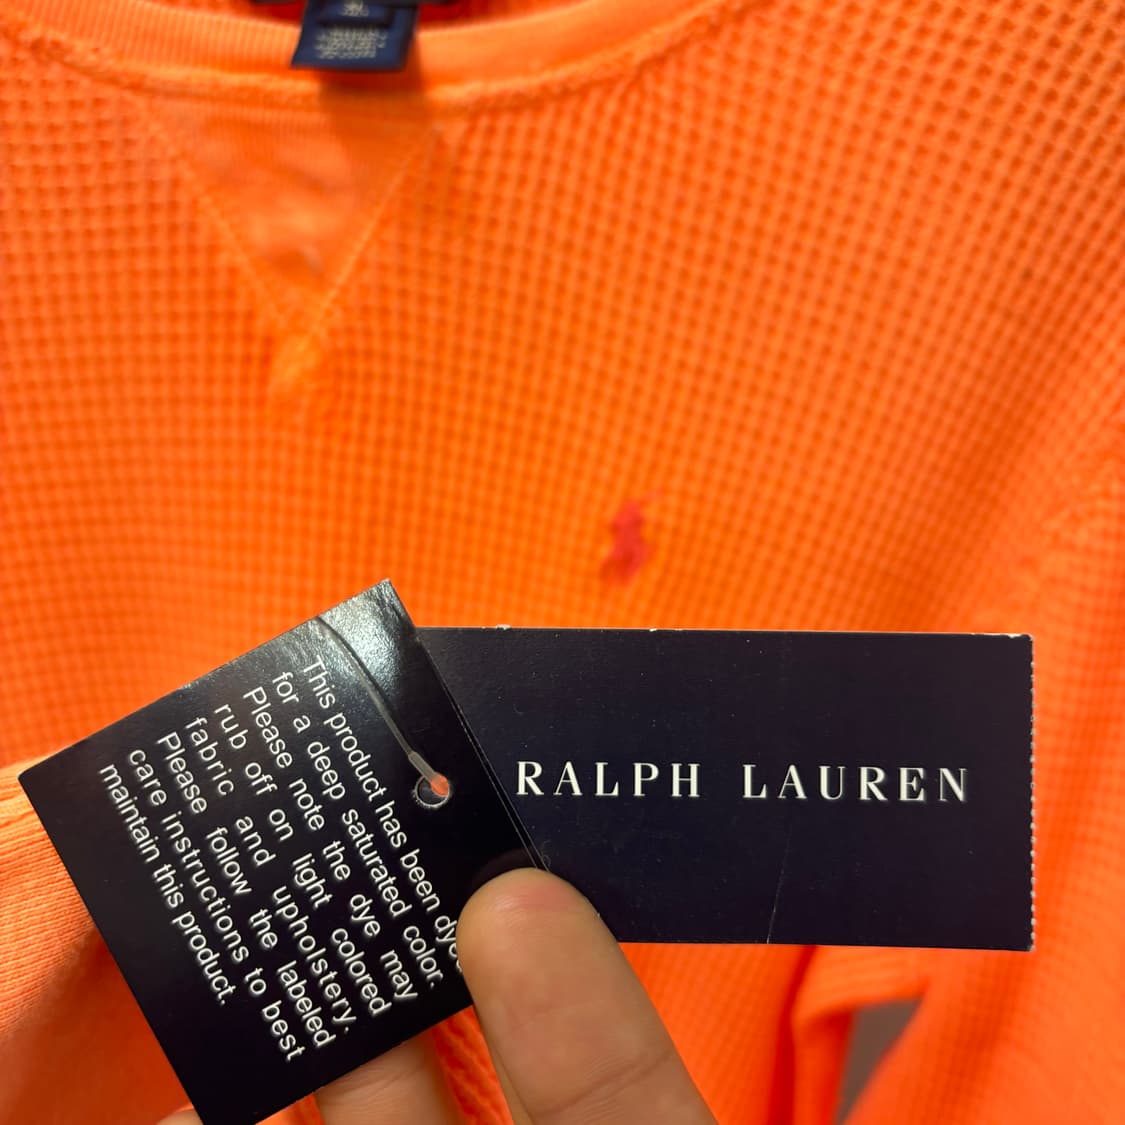 This product has been
for a deep saturated color.
Please note the dye may
rub off on light colored
fabric and upholstery.
Please follow the labeled
care instructions to best
maintain this product.
RALPH LAUREN